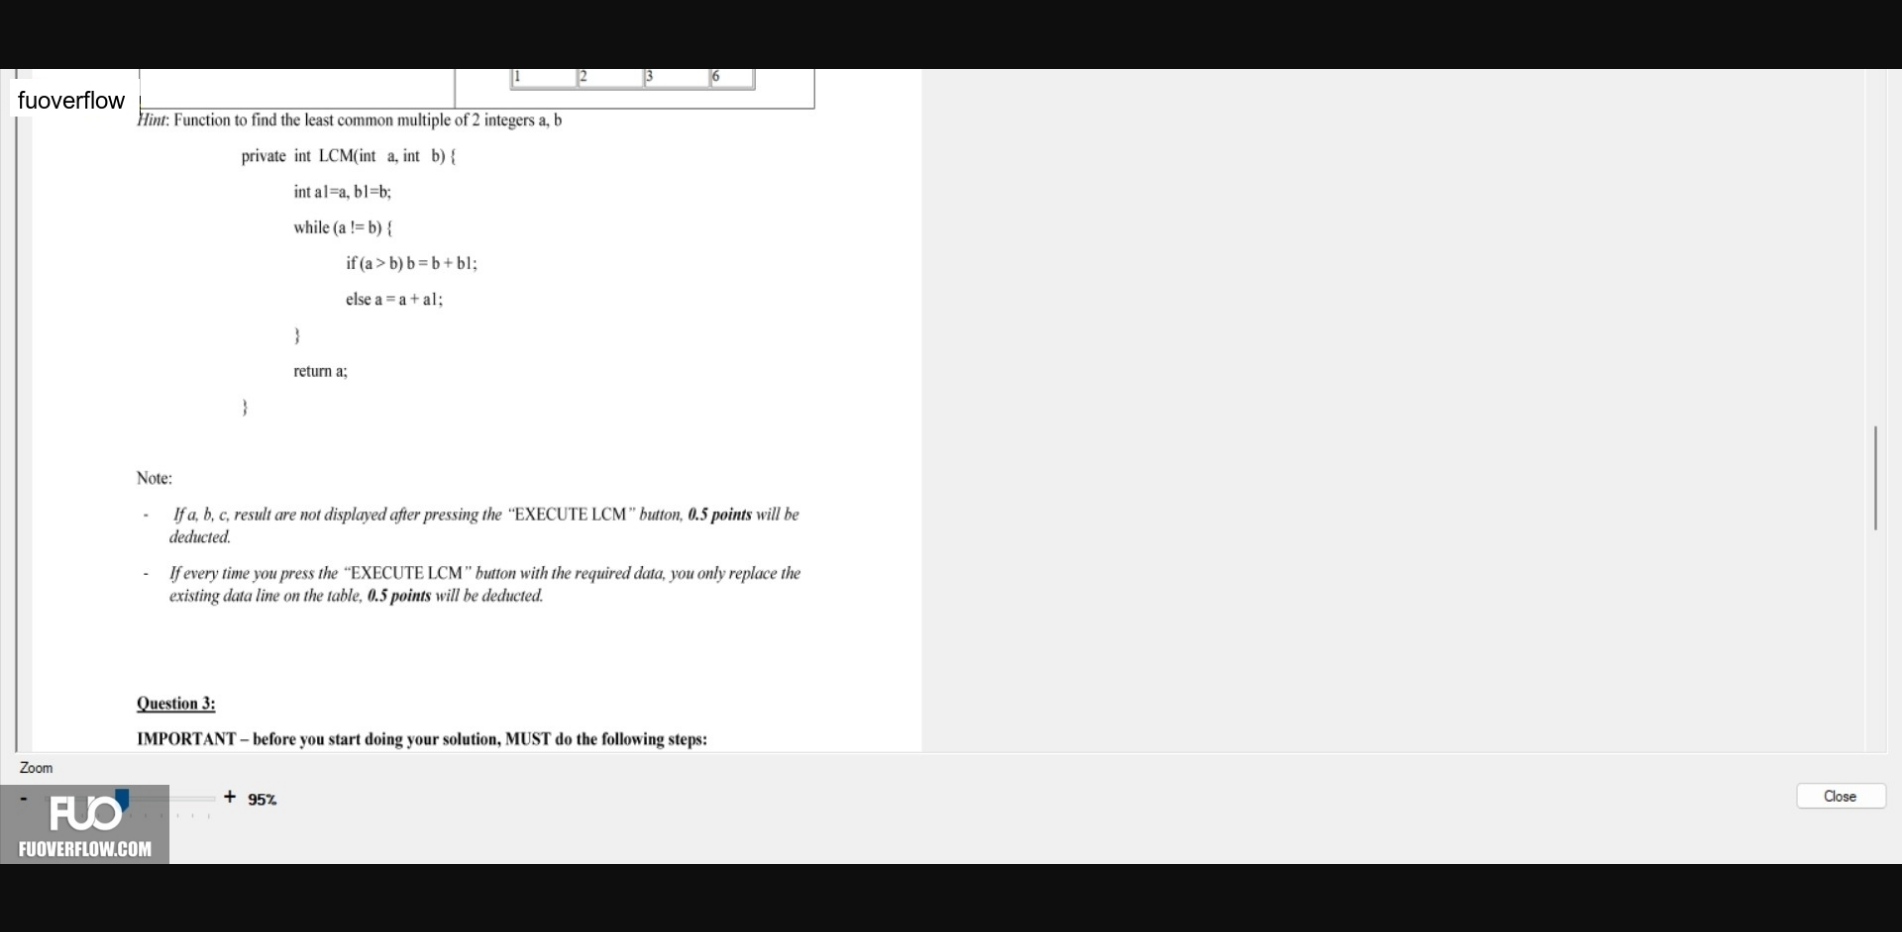 1 2 3 6
fuoverflow
Hint: Function to find the least common multiple of 2 integers a, b
private int LCM(int a, int b) {
int a1=a, b1=b;
while (a != b) {
if (a > b) b = b + b1;
else a = a + a1;
}
return a;
}
Note:
- If a, b, c, result are not displayed after pressing the “EXECUTE LCM” button, 0.5 points will be
deducted.
- If every time you press the “EXECUTE LCM” button with the required data, you only replace the
existing data line on the table, 0.5 points will be deducted.
Question 3:
IMPORTANT – before you start doing your solution, MUST do the following steps:
Zoom
- + 95%
Close
FUO
FUOVERFLOW.COM